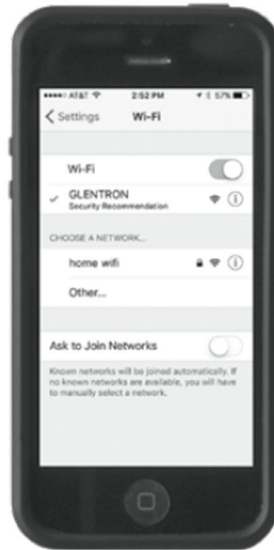 AT&T 2:52 PM 57%
Settings Wi-Fi
Wi-Fi
GLENTRON
Security Recommendation
CHOOSE A NETWORK...
home wifi
Other...
Ask to Join Networks
Known networks will be joined automatically. If
no known networks are available, you will have
to manually select a network.